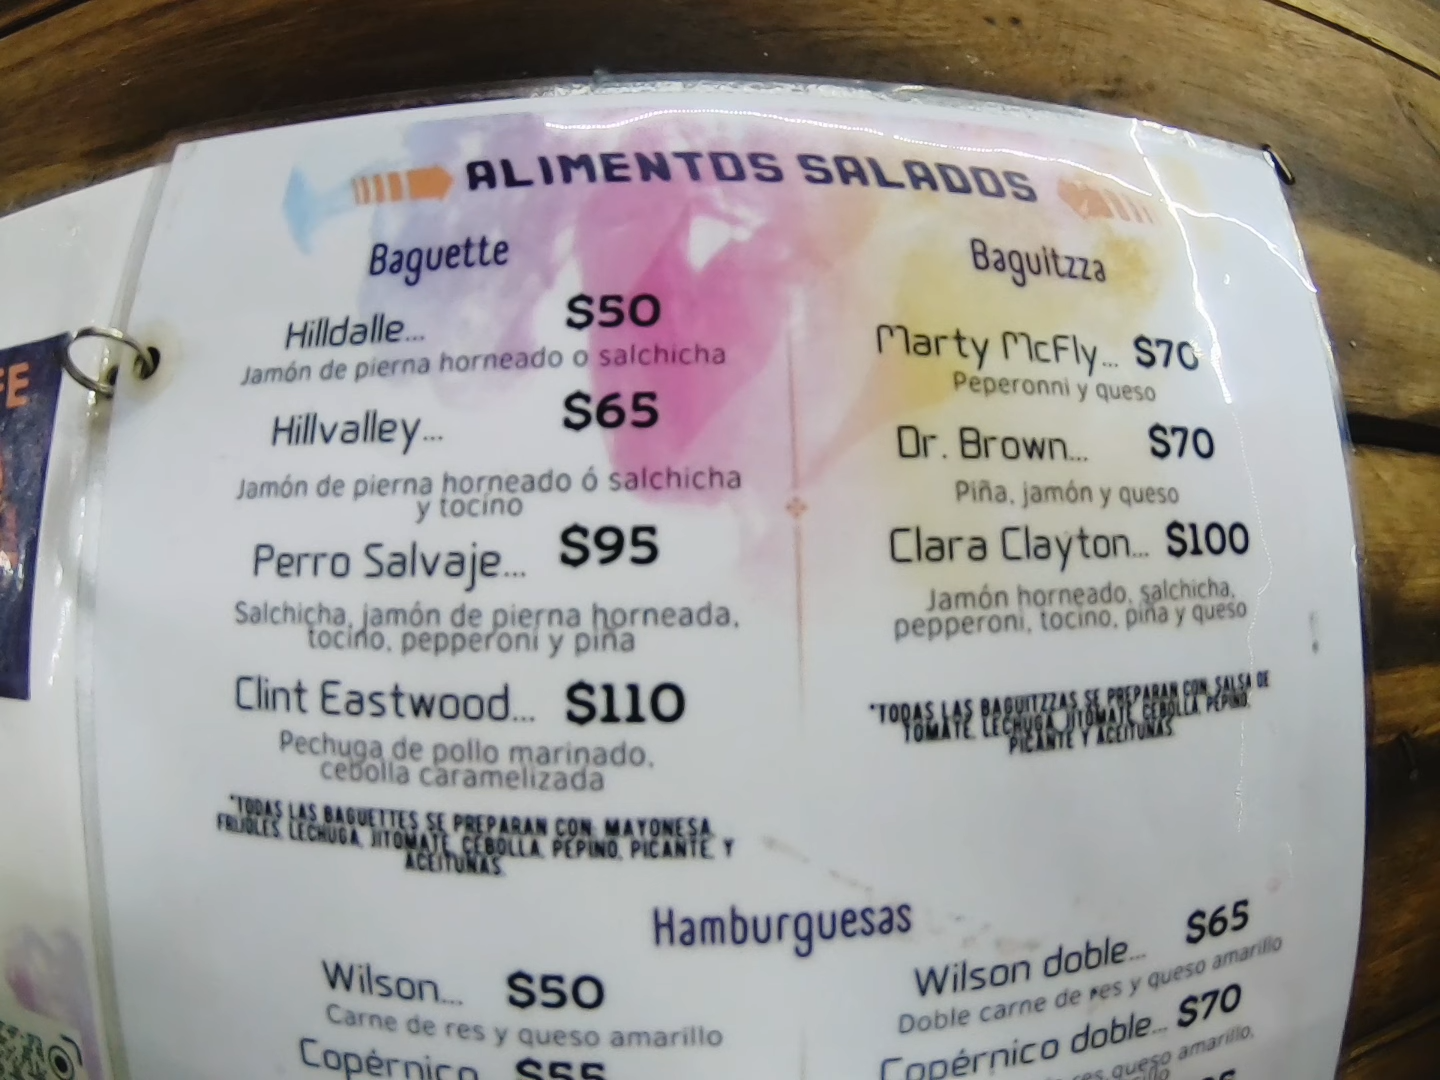 ALIMENTOS SALADOS
Baguette
Hilldalle... $50
Jamón de pierna horneado o salchicha
Hillvalley... $65
Jamón de pierna horneado ó salchicha
y tocino
Perro Salvaje... $95
Salchicha, jamón de pierna horneada,
tocino, pepperoni y piña
Clint Eastwood... $110
Pechuga de pollo marinado,
cebolla caramelizada
*TODAS LAS BAGUETTES SE PREPARAN CON: MAYONESA,
FRIJOLES, LECHUGA, JITOMATE, CEBOLLA, PEPINO, PICANTE, Y
ACEITUNAS.
Baguitzza
Marty McFly... $70
Peperonni y queso
Dr. Brown... $70
Piña, jamón y queso
Clara Clayton... $100
Jamón horneado, salchicha,
pepperoni, tocino, piña y queso
*TODAS LAS BAGUITZZAS SE PREPARAN CON: SALSA DE
TOMATE, LECHUGA, JITOMATE, CEBOLLA, PEPINO,
PICANTE Y ACEITUNAS.
Hamburguesas
Wilson... $50
Carne de res y queso amarillo
Copérnico $55
Wilson doble... $65
Doble carne de res y queso amarillo
Copérnico doble... $70
res queso amarillo,
FE